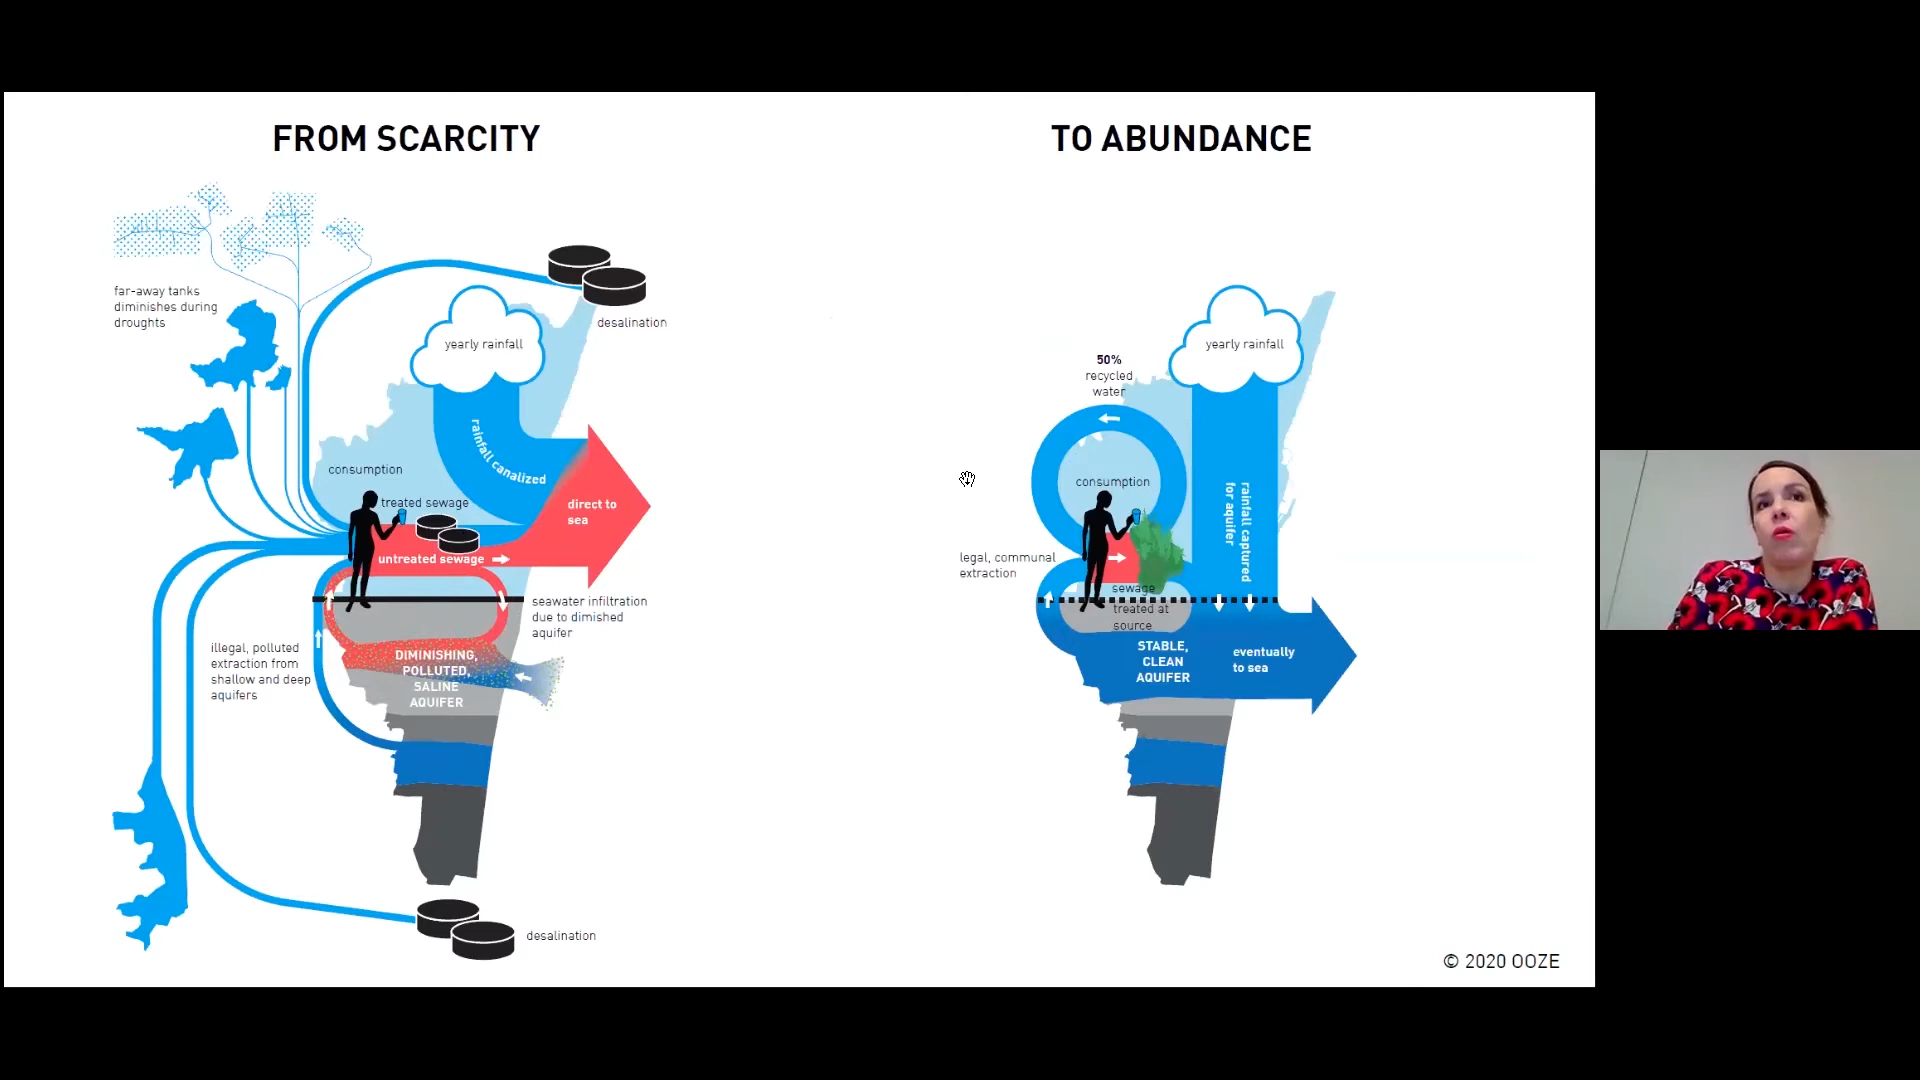 FROM SCARCITY
far-away tanks
diminishes during
droughts
desalination
yearly rainfall
rainfall canalized
consumption
treated sewage
direct to
sea
untreated sewage
seawater infiltration
due to dimished
aquifer
illegal, polluted
extraction from
shallow and deep
aquifers
DIMINISHING,
POLLUTED,
SALINE
AQUIFER
desalination
TO ABUNDANCE
yearly rainfall
50%
recycled
water
consumption
rainfall captured
for aquifer
legal, communal
extraction
sewage
treated at
source
STABLE,
CLEAN
AQUIFER
eventually
to sea
© 2020 OOZE